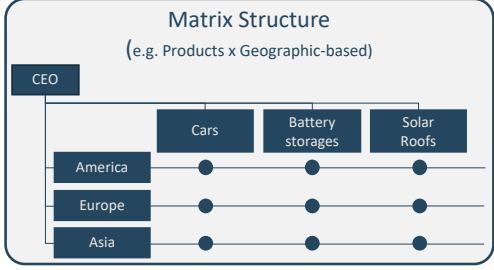 Matrix Structure
(e.g. Products x Geographic-based)
CEO
Cars
Battery
storages
Solar
Roofs
America
Europe
Asia